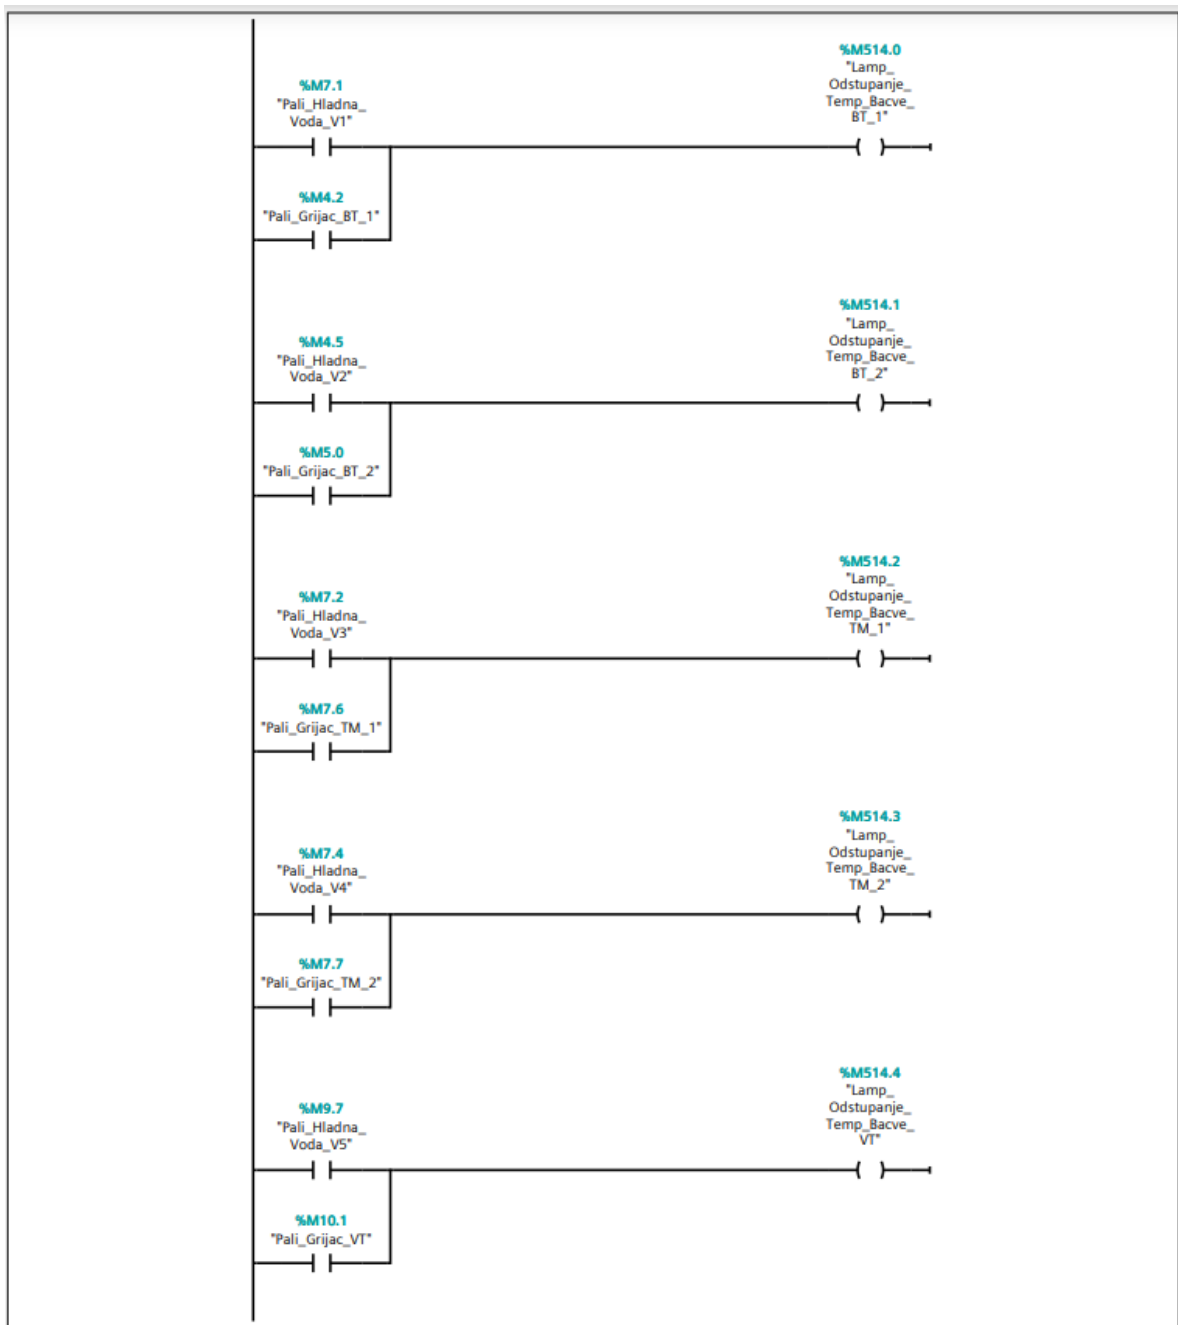 %M514.0
"Lamp_
Odstupanje_
Temp_Bacve_
BT_1"
%M7.1
"Pali_Hladna_
Voda_V1"
%M4.2
"Pali_Grijac_BT_1"
%M514.1
"Lamp_
Odstupanje_
Temp_Bacve_
BT_2"
%M4.5
"Pali_Hladna_
Voda_V2"
%M5.0
"Pali_Grijac_BT_2"
%M514.2
"Lamp_
Odstupanje_
Temp_Bacve_
TM_1"
%M7.2
"Pali_Hladna_
Voda_V3"
%M7.6
"Pali_Grijac_TM_1"
%M514.3
"Lamp_
Odstupanje_
Temp_Bacve_
TM_2"
%M7.4
"Pali_Hladna_
Voda_V4"
%M7.7
"Pali_Grijac_TM_2"
%M514.4
"Lamp_
Odstupanje_
Temp_Bacve_
VT"
%M9.7
"Pali_Hladna_
Voda_V5"
%M10.1
"Pali_Grijac_VT"